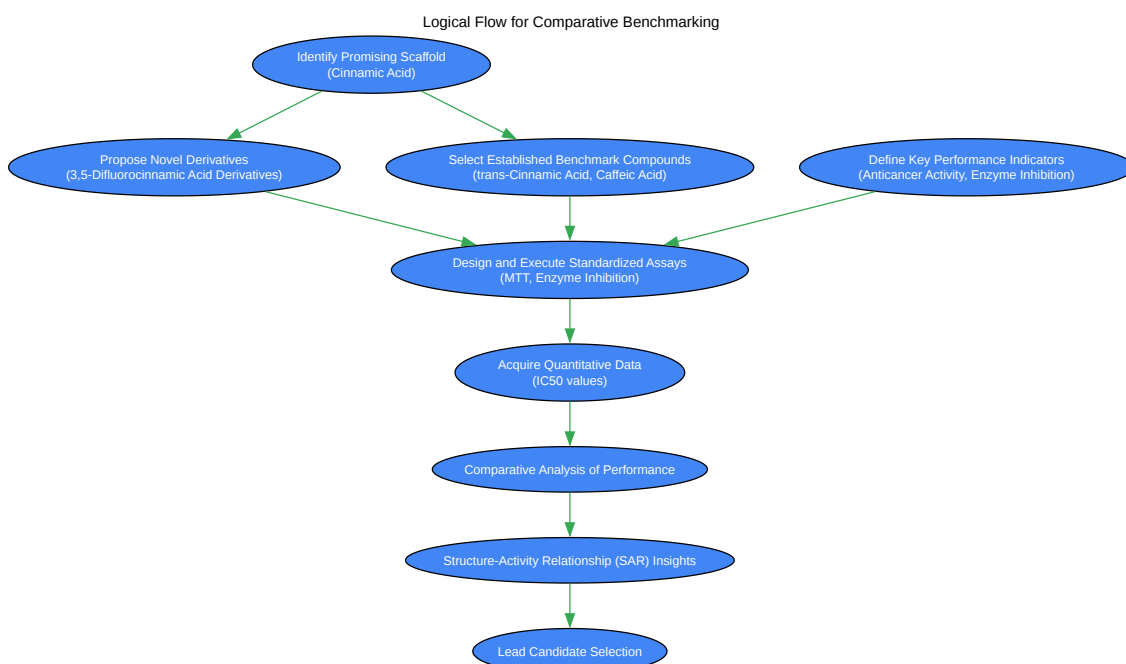 Logical Flow for Comparative Benchmarking
Identify Promising Scaffold
(Cinnamic Acid)
Propose Novel Derivatives
(3,5-Difluorocinnamic Acid Derivatives)
Select Established Benchmark Compounds
(trans-Cinnamic Acid, Caffeic Acid)
Define Key Performance Indicators
(Anticancer Activity, Enzyme Inhibition)
Design and Execute Standardized Assays
(MTT, Enzyme Inhibition)
Acquire Quantitative Data
(IC50 values)
Comparative Analysis of Performance
Structure-Activity Relationship (SAR) Insights
Lead Candidate Selection